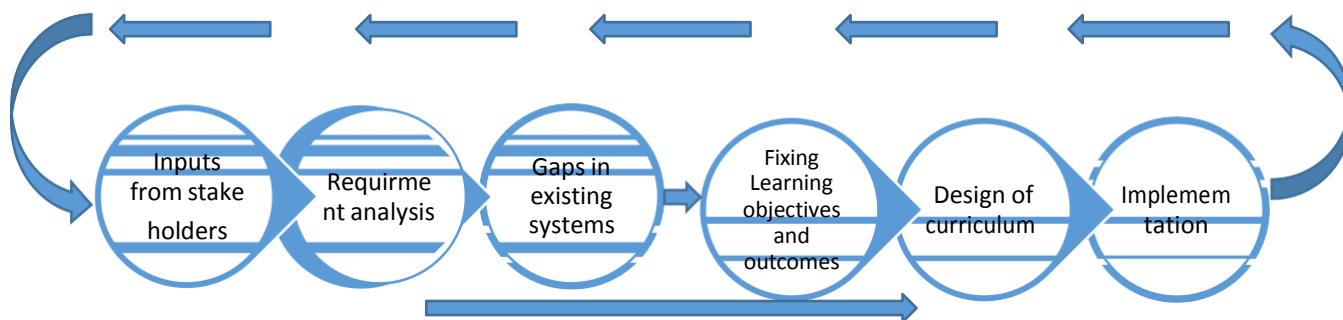 Inputs
from stake
holders
Requirme
nt analysis
Gaps in
existing
systems
Fixing
Learning
objectives
and
outcomes
Design of
curriculum
Implemem
tation